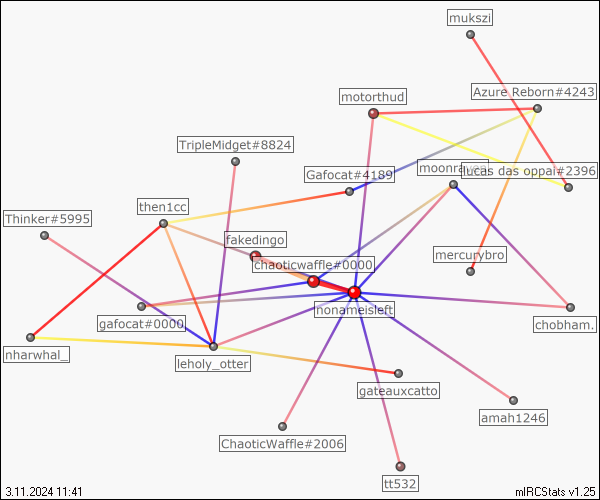 mukszi
Azure Reborn#4243
motorthud
TripleMidget#8824
Gafocat#4189
lucas das oppai#2396
Thinker#5995
then1cc
fakedingo
chaoticwaffle#0000
mercurybro
gafocat#0000
nonameisleft
chobham.
nharwhal_
leholy_otter
gateauxcatto
amah1246
ChaoticWaffle#2006
tt532
3.11.2024 11:41
mIRCStats v1.25